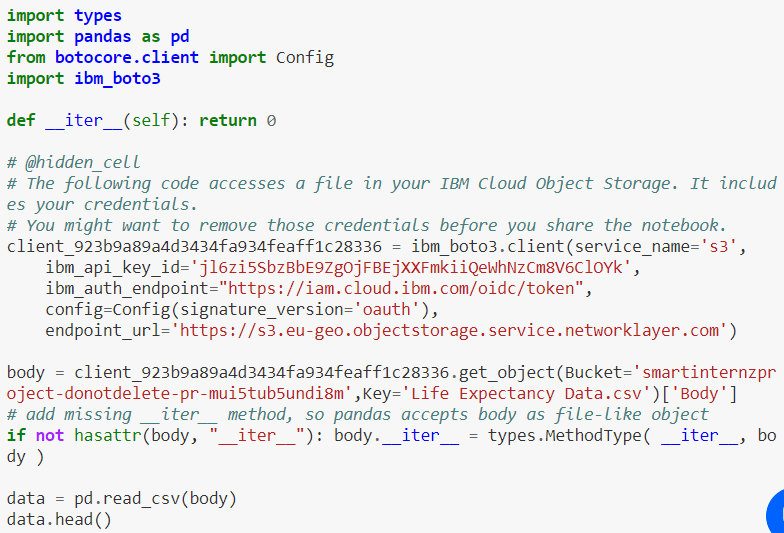 import types
import pandas as pd
from botocore.client import Config
import ibm_boto3
def __iter__(self): return 0
# @hidden_cell
# The following code accesses a file in your IBM Cloud Object Storage. It includ
es your credentials.
# You might want to remove those credentials before you share the notebook.
client_923b9a89a4d3434fa934feaff1c28336 = ibm_boto3.client(service_name='s3',
    ibm_api_key_id='jl6zi5SbzBbE9ZgOjFBEjXXFmkiiQeWhNzCm8V6ClOYk',
    ibm_auth_endpoint="https://iam.cloud.ibm.com/oidc/token",
    config=Config(signature_version='oauth'),
    endpoint_url='https://s3.eu-geo.objectstorage.service.networklayer.com')
body = client_923b9a89a4d3434fa934feaff1c28336.get_object(Bucket='smartinternzpr
oject-donotdelete-pr-mui5tub5undi8m',Key='Life Expectancy Data.csv')['Body']
# add missing __iter__ method, so pandas accepts body as file-like object
if not hasattr(body, "__iter__"): body.__iter__ = types.MethodType( __iter__, bo
dy )
data = pd.read_csv(body)
data.head()